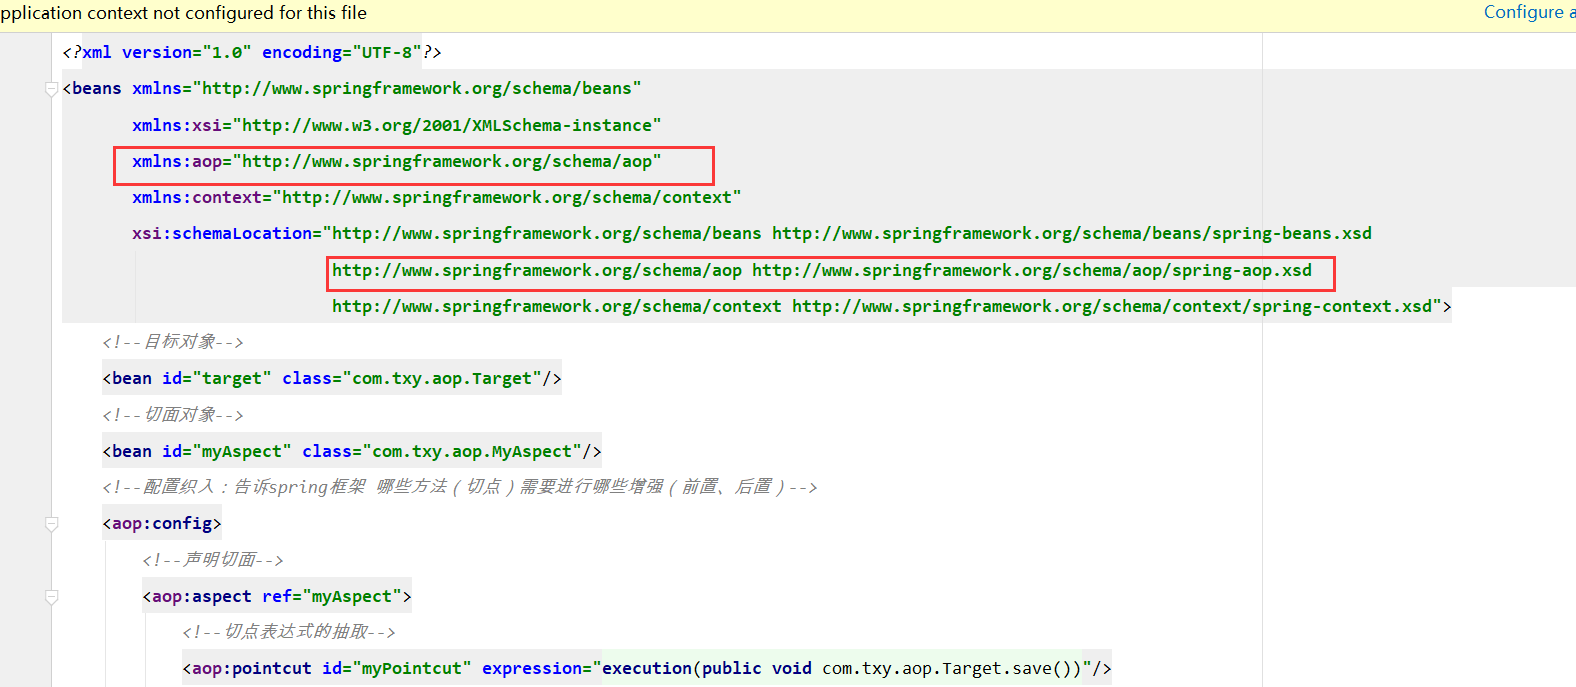 pplication context not configured for this file
Configure a
<?xml version="1.0" encoding="UTF-8"?>
<beans xmlns="http://www.springframework.org/schema/beans"
xmlns:xsi="http://www.w3.org/2001/XMLSchema-instance"
xmlns:aop="http://www.springframework.org/schema/aop"
xmlns:context="http://www.springframework.org/schema/context"
xsi:schemaLocation="http://www.springframework.org/schema/beans http://www.springframework.org/schema/beans/spring-beans.xsd
http://www.springframework.org/schema/aop http://www.springframework.org/schema/aop/spring-aop.xsd
http://www.springframework.org/schema/context http://www.springframework.org/schema/context/spring-context.xsd">
<!--目标对象-->
<bean id="target" class="com.txy.aop.Target"/>
<!--切面对象-->
<bean id="myAspect" class="com.txy.aop.MyAspect"/>
<!--配置织入：告诉spring框架 哪些方法（切点）需要进行哪些增强（前置、后置）-->
<aop:config>
<!--声明切面-->
<aop:aspect ref="myAspect">
<!--切点表达式的抽取-->
<aop:pointcut id="myPointcut" expression="execution(public void com.txy.aop.Target.save())"/>